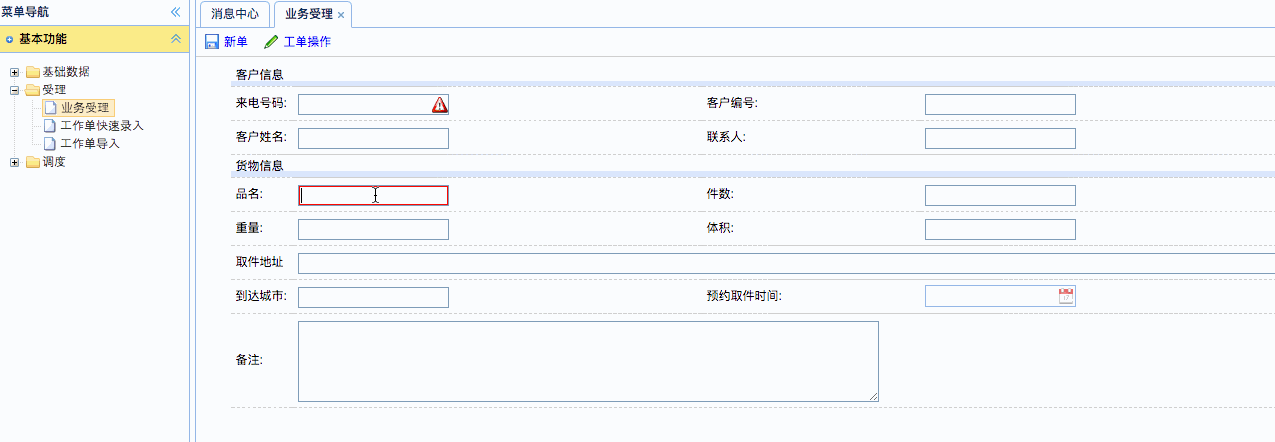 菜单导航
基本功能
基础数据
受理
业务受理
工作单快速录入
工作单导入
调度
消息中心 业务受理
新单 工单操作
客户信息
来电号码: 客户编号:
客户姓名: 联系人:
货物信息
品名: 件数:
重量: 体积:
取件地址
到达城市: 预约取件时间:
备注: